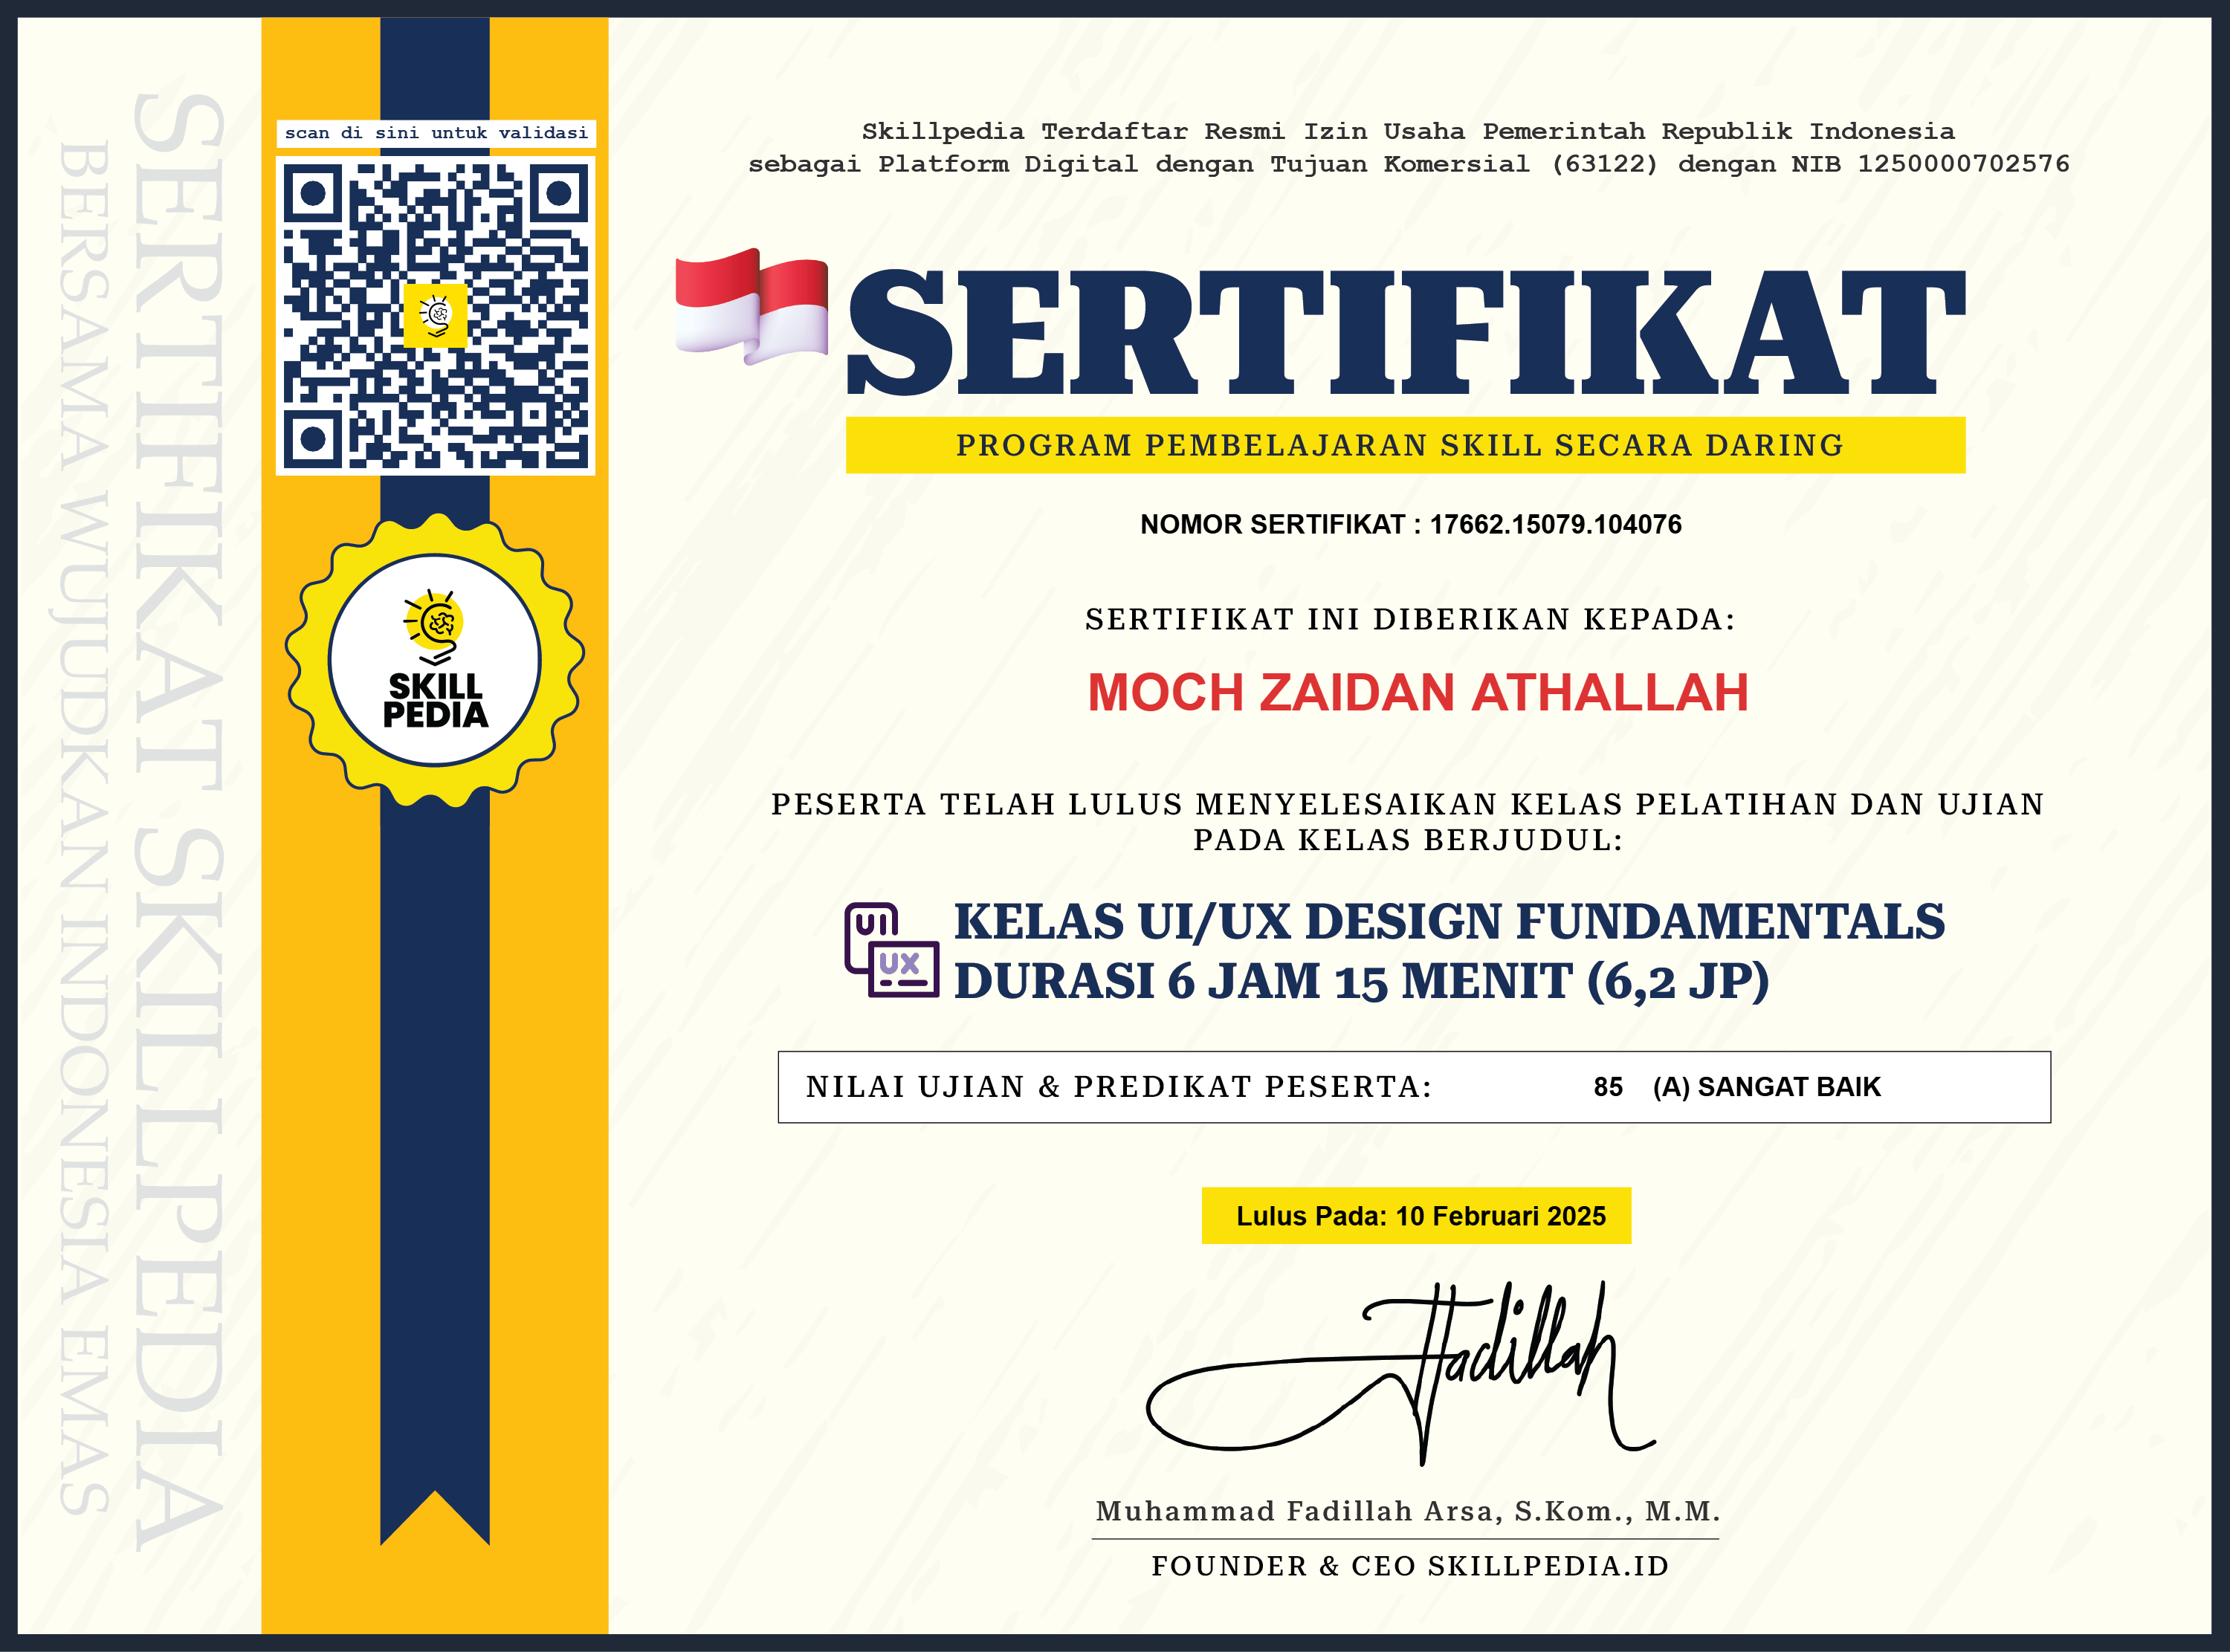 SERTIFIKAT SKILLPEDIA
BERSAMA WUJUDKAN INDONESIA EMAS
scan di sini untuk validasi
SKILL
PEDIA
Skillpedia Terdaftar Resmi Izin Usaha Pemerintah Republik Indonesia
sebagai Platform Digital dengan Tujuan Komersial (63122) dengan NIB 1250000702576
SERTIFIKAT
PROGRAM PEMBELAJARAN SKILL SECARA DARING
NOMOR SERTIFIKAT : 17662.15079.104076
SERTIFIKAT INI DIBERIKAN KEPADA:
MOCH ZAIDAN ATHALLAH
PESERTA TELAH LULUS MENYELESAIKAN KELAS PELATIHAN DAN UJIAN
PADA KELAS BERJUDUL:
UI
UX
KELAS UI/UX DESIGN FUNDAMENTALS
DURASI 6 JAM 15 MENIT (6,2 JP)
NILAI UJIAN & PREDIKAT PESERTA: 85 (A) SANGAT BAIK
Lulus Pada: 10 Februari 2025
Fadillah
Muhammad Fadillah Arsa, S.Kom., M.M.
FOUNDER & CEO SKILLPEDIA.ID